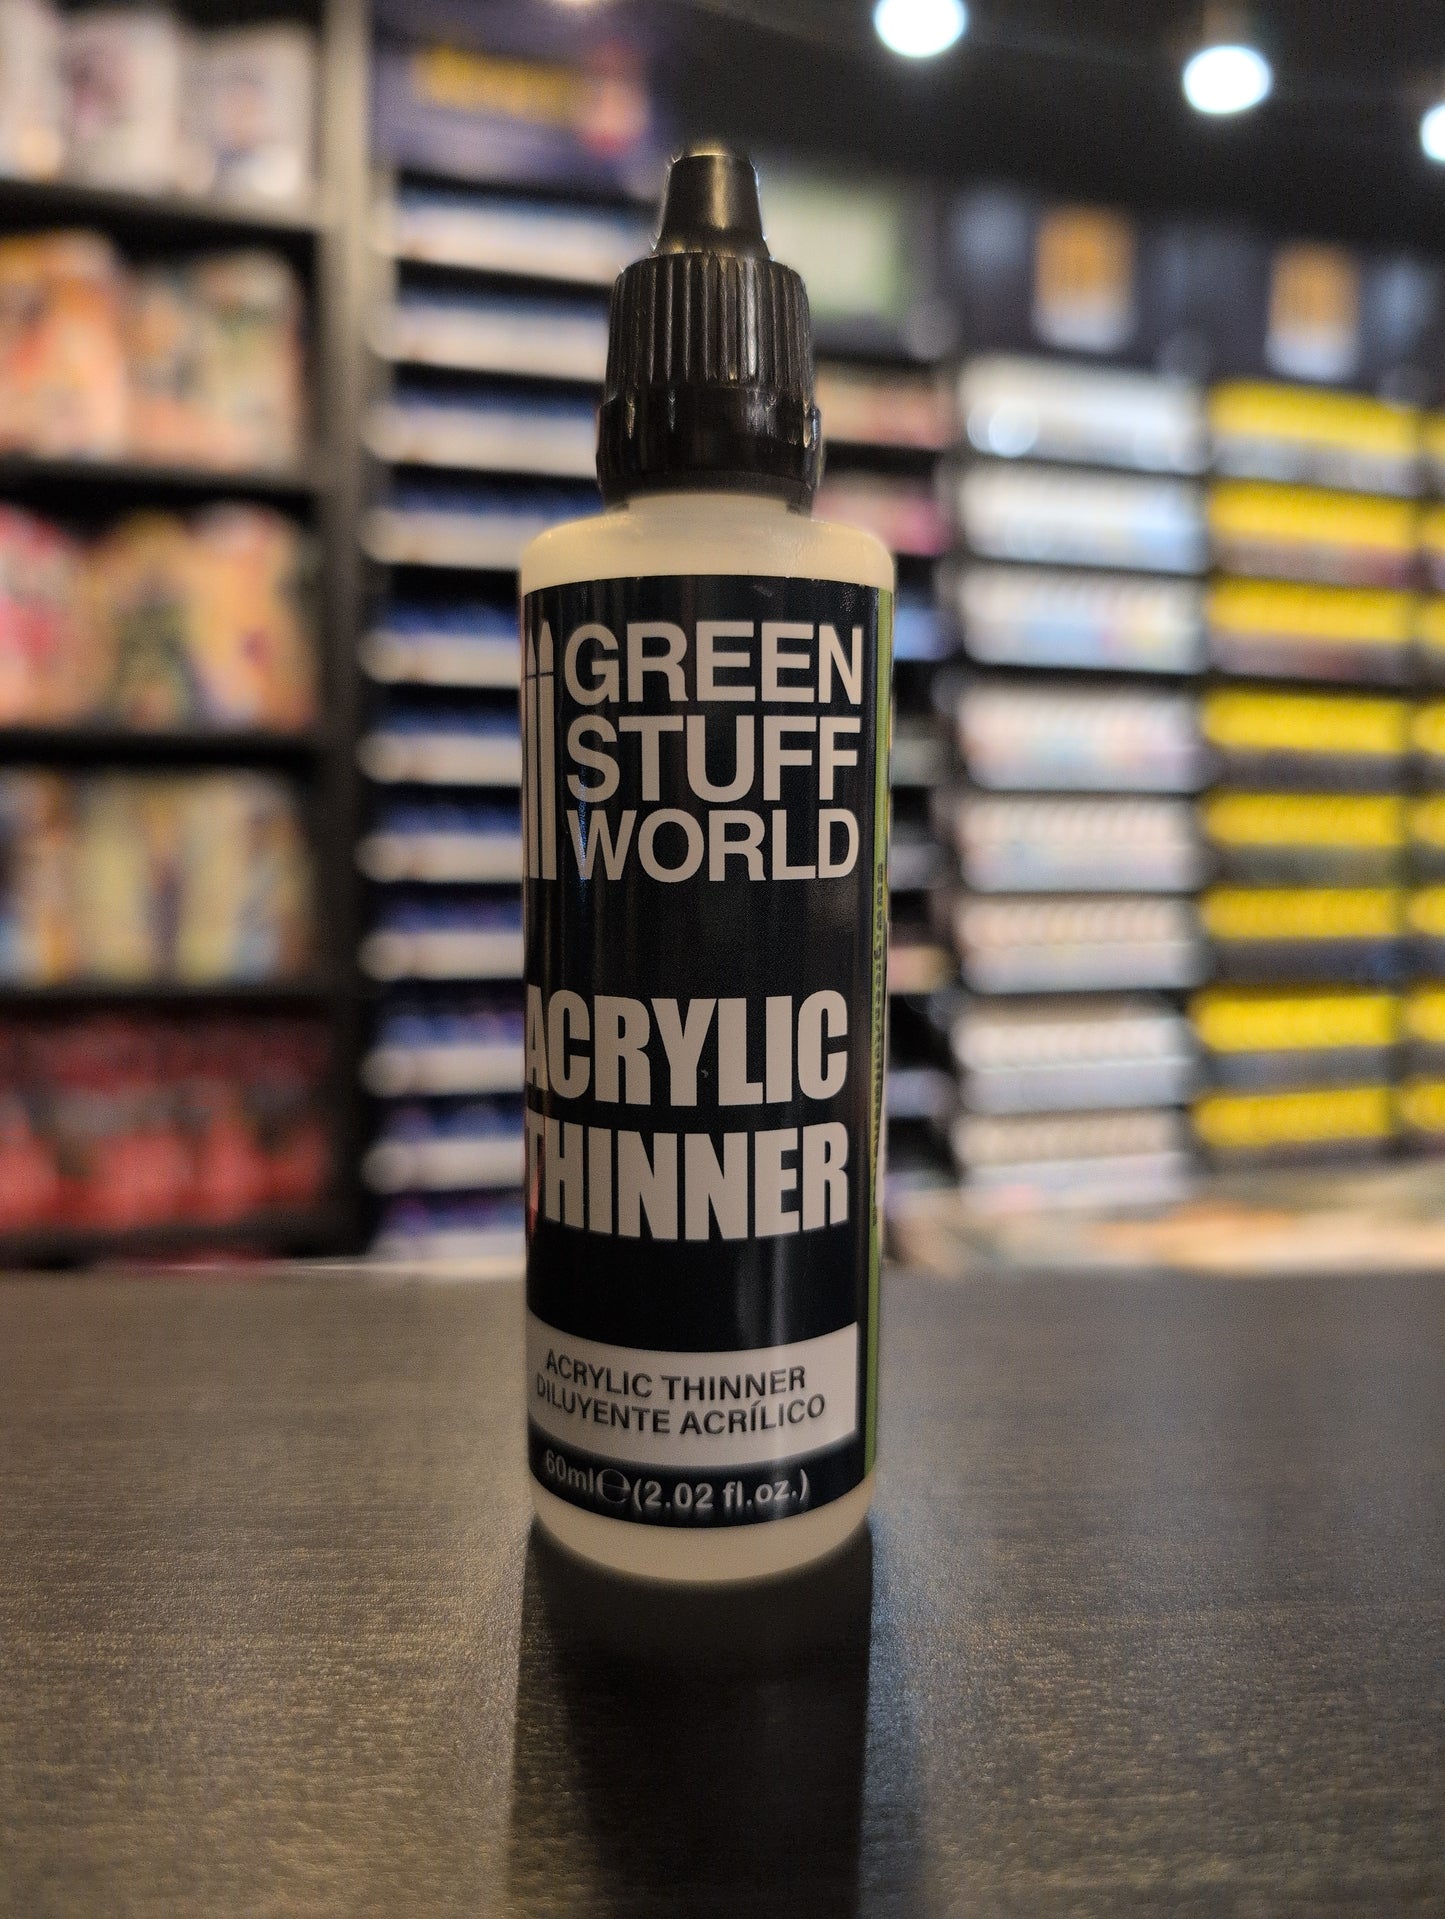 GREEN
STUFF
WORLD
ACRYLIC
THINNER
ACRYLIC THINNER
DILUYENTE ACRÍLICO
60ml℮(2.02 fl.oz.)